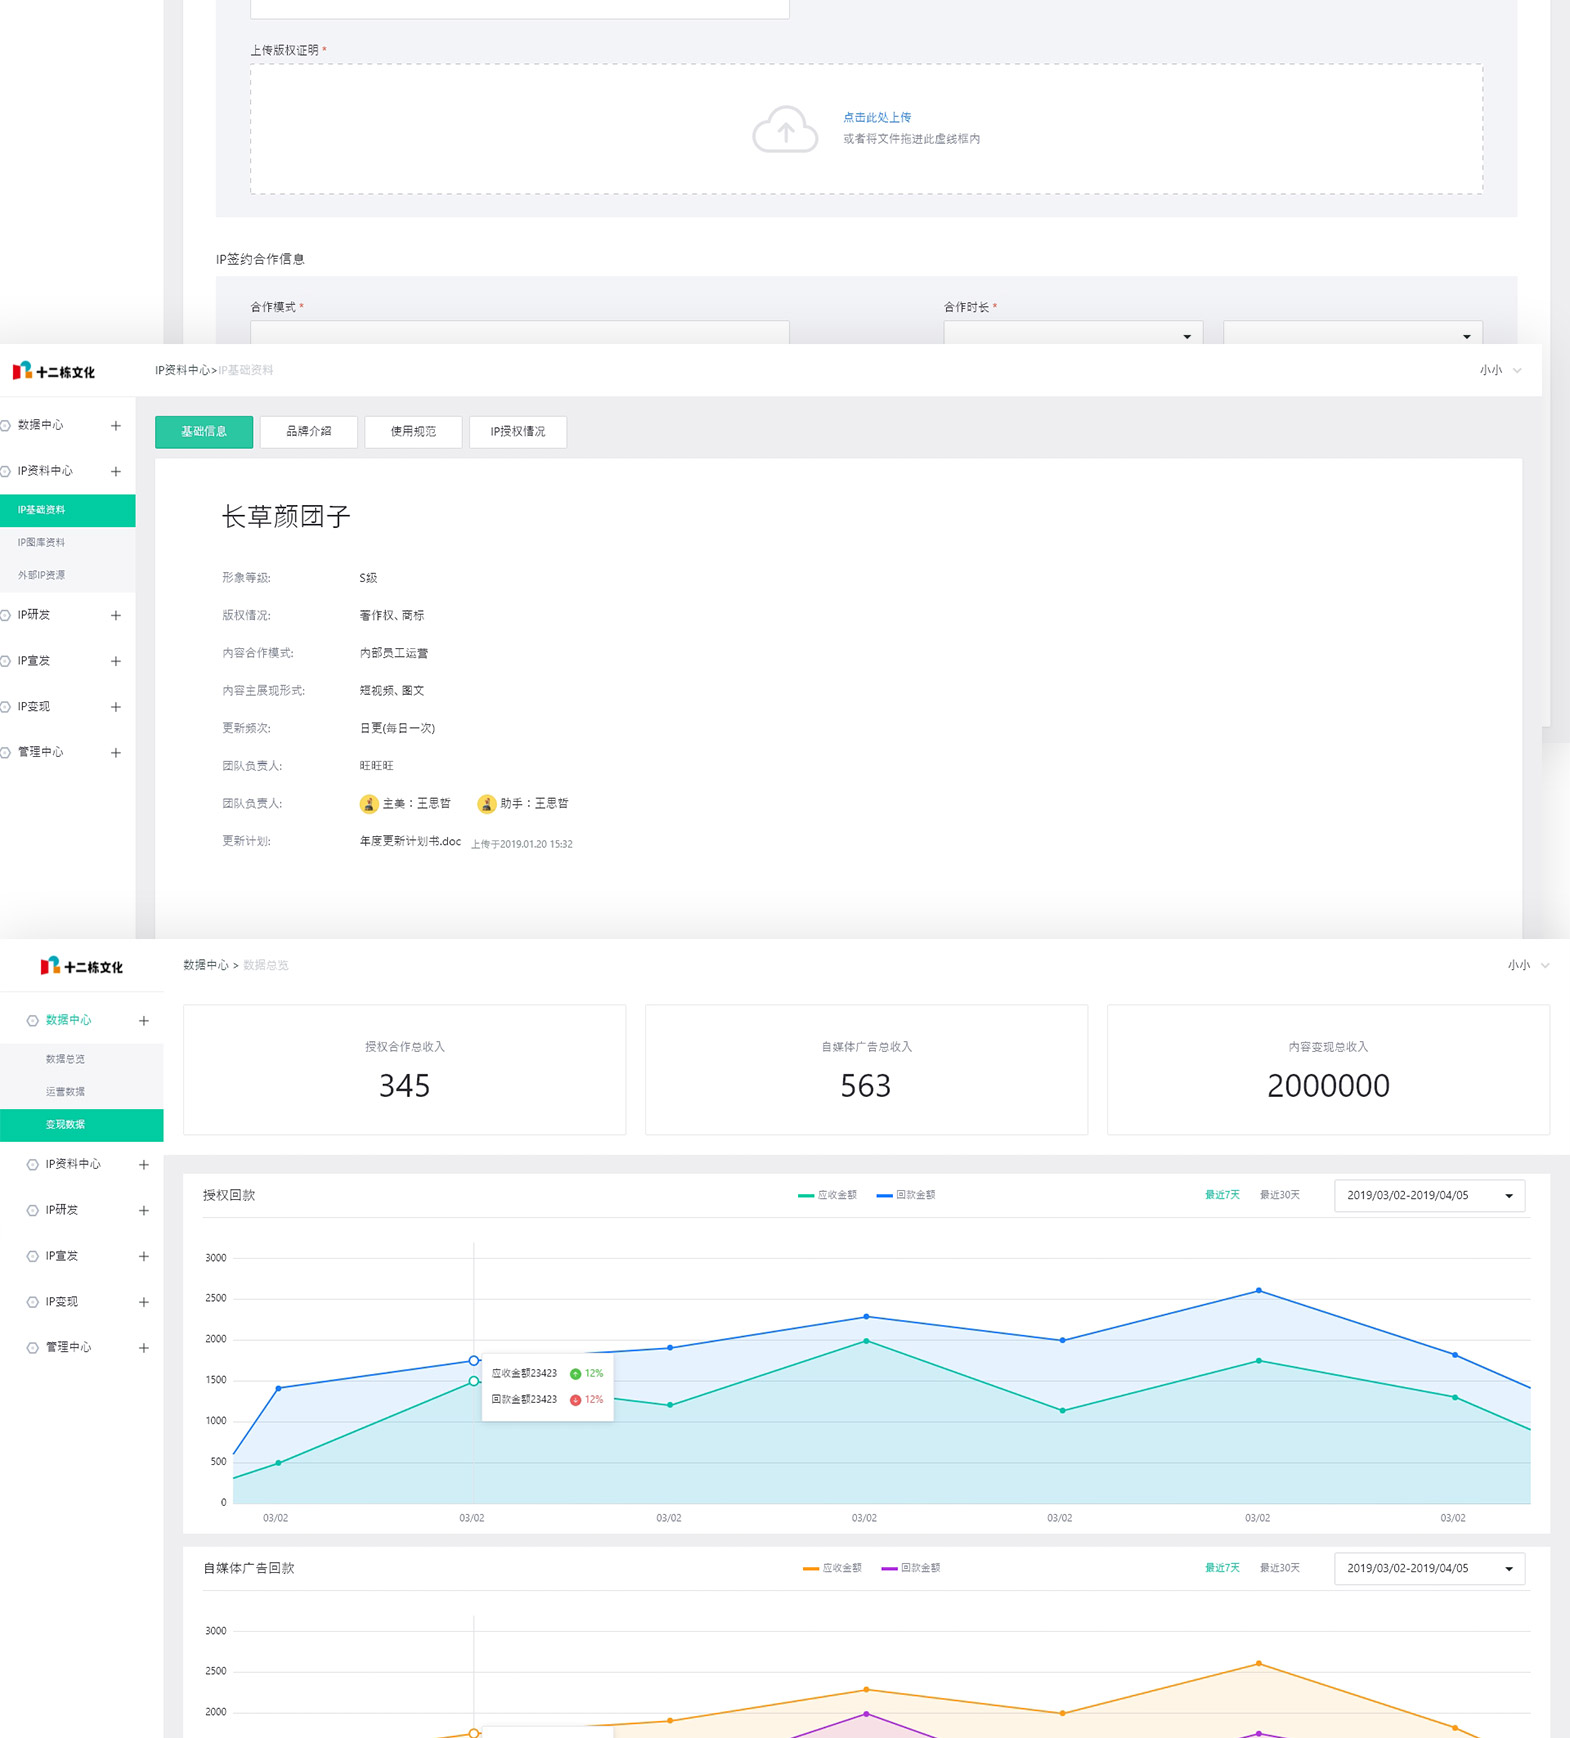 上传版权证明 *
点击此处上传
或者将文件拖进此虚线框内
IP签约合作信息
合作模式 *
合作时长 *
十二栋文化
IP资料中心>IP基础资料
小小
数据中心
IP资料中心
IP基础资料
IP图库资料
外部IP资源
IP研发
IP宣发
IP变现
管理中心
基础信息
品牌介绍
使用规范
IP授权情况
长草颜团子
形象等级: S级
版权情况: 著作权、商标
内容合作模式: 内部员工运营
内容主展现形式: 短视频、图文
更新频次: 日更(每日一次)
团队负责人: 旺旺旺
团队负责人: 主美：王思哲 助手：王思哲
更新计划: 年度更新计划书.doc 上传于2019.01.20 15:32
十二栋文化
数据中心 > 数据总览
小小
数据中心
数据总览
运营数据
变现数据
IP资料中心
IP研发
IP宣发
IP变现
管理中心
授权合作总收入
345
自媒体广告总收入
563
内容变现总收入
2000000
授权回款
应收金额 回款金额
最近7天 最近30天
2019/03/02-2019/04/05
3000
2500
2000
1500
1000
500
0
应收金额23423 12%
回款金额23423 12%
03/02 03/02 03/02 03/02 03/02 03/02 03/02
自媒体广告回款
应收金额 回款金额
最近7天 最近30天
2019/03/02-2019/04/05
3000
2500
2000